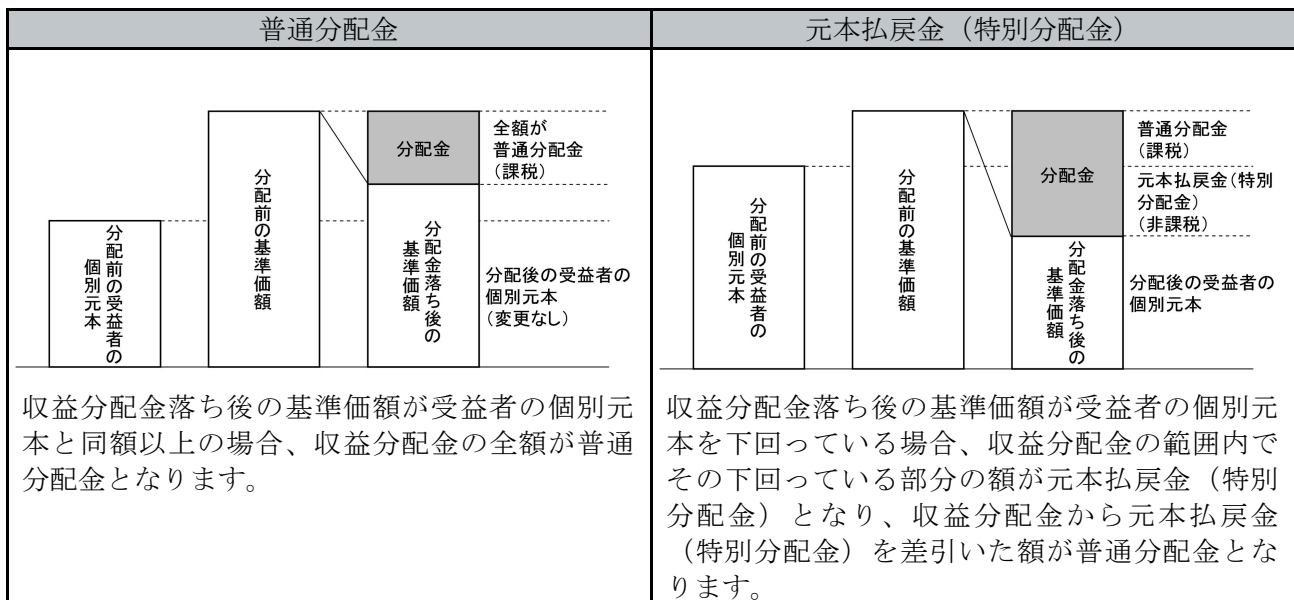 普通分配金
分配前の受益者の
個別元本
分配前の基準価額
分配金
分配金落ち後の
基準価額
全額が
普通分配金
(課税)
分配後の受益者の
個別元本
(変更なし)
収益分配金落ち後の基準価額が受益者の個別元
本と同額以上の場合、収益分配金の全額が普通
分配金となります。
元本払戻金（特別分配金）
分配前の受益者の
個別元本
分配前の基準価額
分配金
分配金落ち後の
基準価額
普通分配金
(課税)
元本払戻金(特別
分配金)
(非課税)
分配後の受益者の
個別元本
収益分配金落ち後の基準価額が受益者の個別元
本を下回っている場合、収益分配金の範囲内で
その下回っている部分の額が元本払戻金（特別
分配金）となり、収益分配金から元本払戻金
（特別分配金）を差引いた額が普通分配金とな
ります。